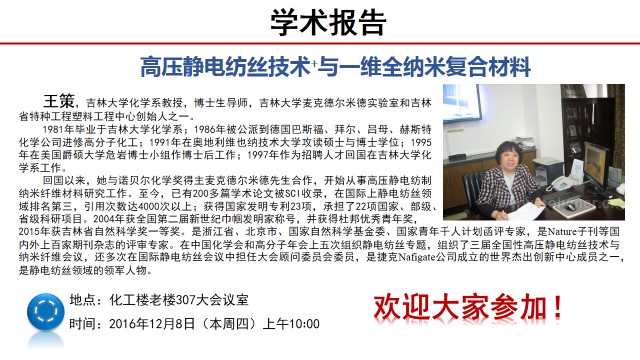 学术报告
高压静电纺丝技术+与一维全纳米复合材料
王策，吉林大学化学系教授，博士生导师，吉林大学麦克德尔米德实验室和吉林
省特种工程塑料工程中心创始人之一。
1981年毕业于吉林大学化学系；1986年被公派到德国巴斯福、拜尔、吕母、赫斯特
化学公司进修高分子化工；1991年在奥地利维也纳技术大学攻读硕士与博士学位；1995
年在美国爵硕大学危岩博士小组作博士后工作；1997年作为招聘人才回国在吉林大学化
学系工作。
回国以来，她与诺贝尔化学奖得主麦克德尔米德先生合作，开始从事高压静电纺制
纳米纤维材料研究工作。至今，已有200多篇学术论文被SCI收录，在国际上静电纺丝领
域排名第三，引用次数达4000次以上；获得国家发明专利23项，承担了22项国家、部级、
省级科研项目。2004年获全国第二届新世纪巾帼发明家称号，并获得杜邦优秀青年奖，
2015年获吉林省自然科学奖一等奖。是浙江省、北京市、国家自然科学基金委、国家青年千人计划函评专家，是Nature子刊等国
内外上百家期刊杂志的评审专家。在中国化学会和高分子年会上五次组织静电纺丝专题，组织了三届全国性高压静电纺丝技术与
纳米纤维会议，还多次在国际静电纺丝会议中担任大会顾问委员会委员，是捷克Nafigate公司成立的世界杰出创新中心成员之一，
是静电纺丝领域的领军人物。
地点：化工楼老楼307大会议室
时间：2016年12月8日（本周四）上午10:00
欢迎大家参加！